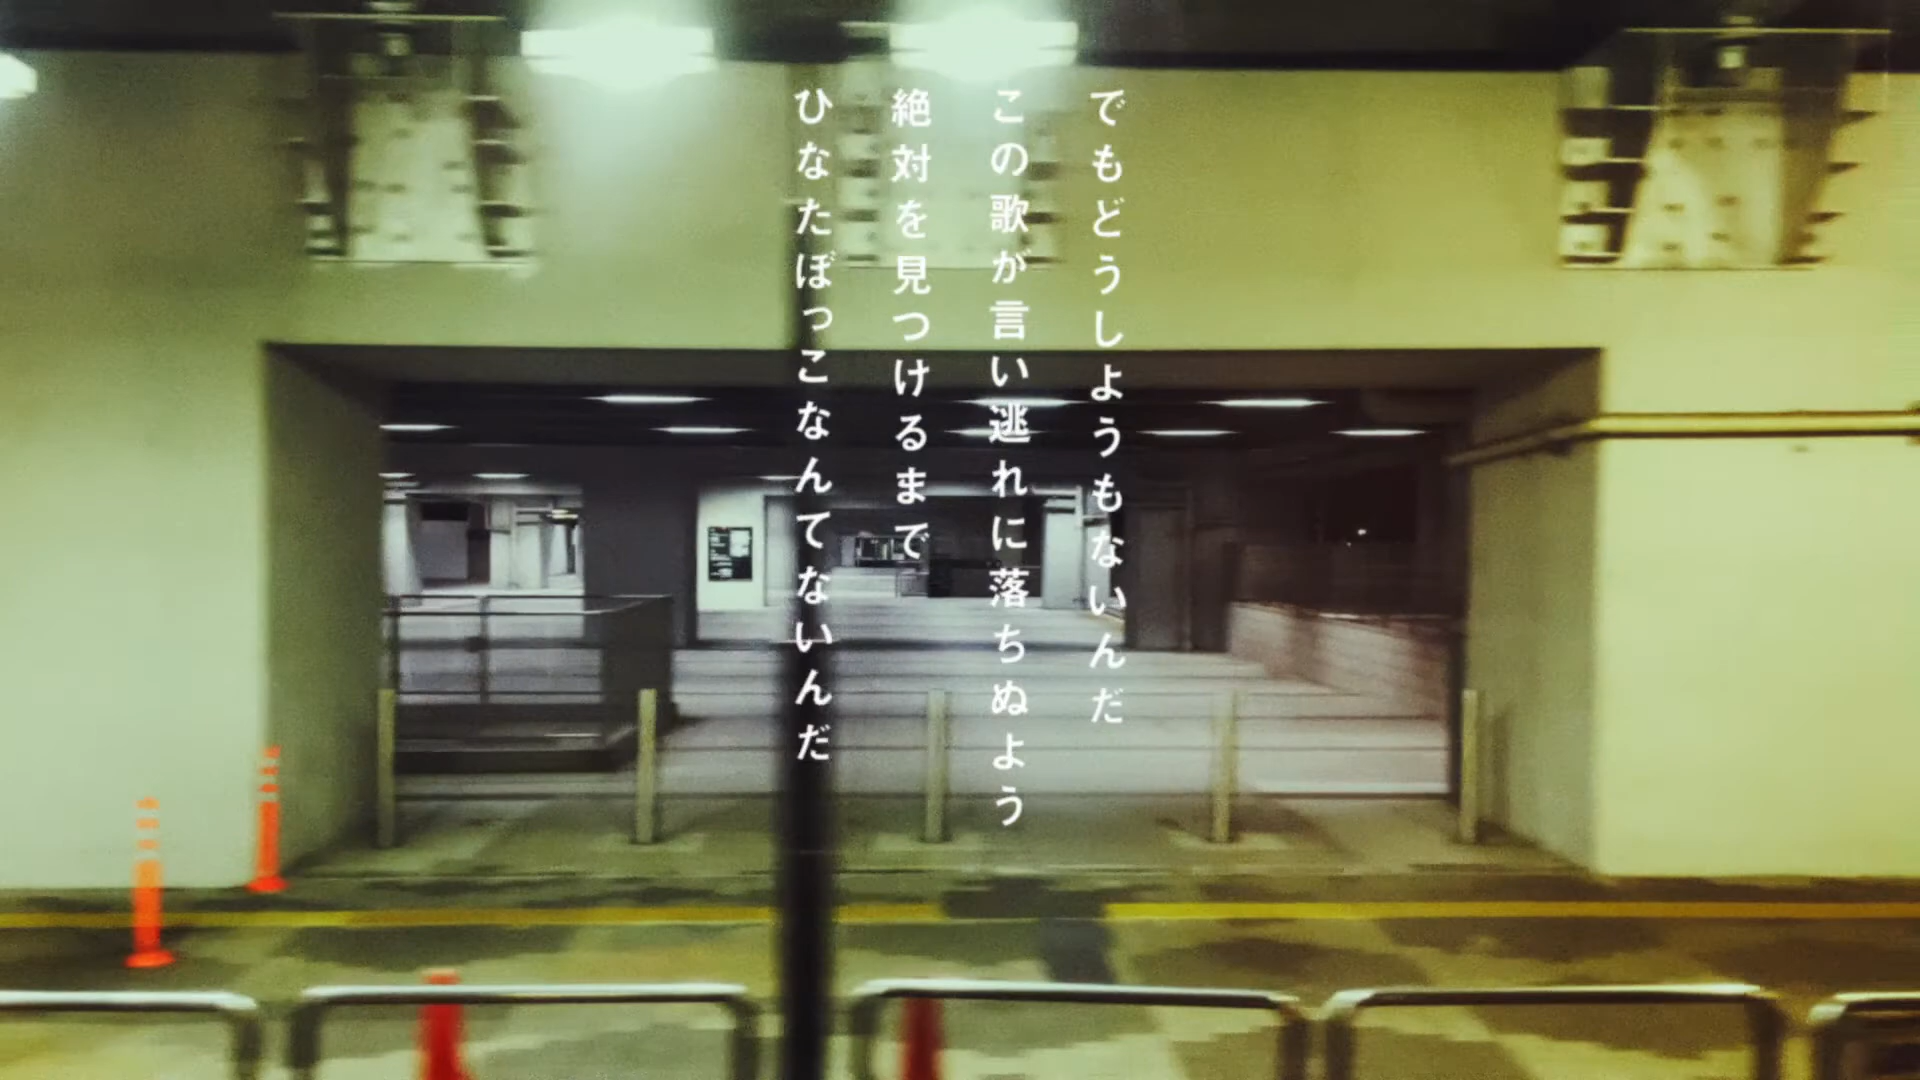 でもどうしようもないんだ
この歌が言い逃れに落ちぬよう
絶対を見つけるまで
ひなたぼっこなんてないんだ